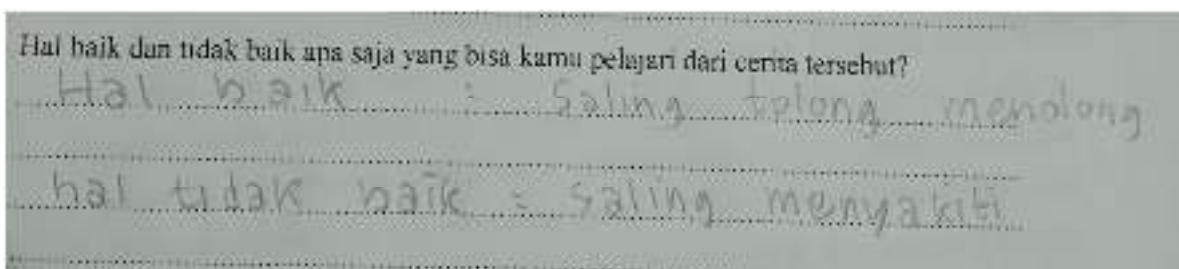 Hal baik dan tidak baik apa saja yang bisa kamu pelajari dari cerita tersebut?
Hal baik : Saling tolong menolong
hal tidak baik : saling menyakiti